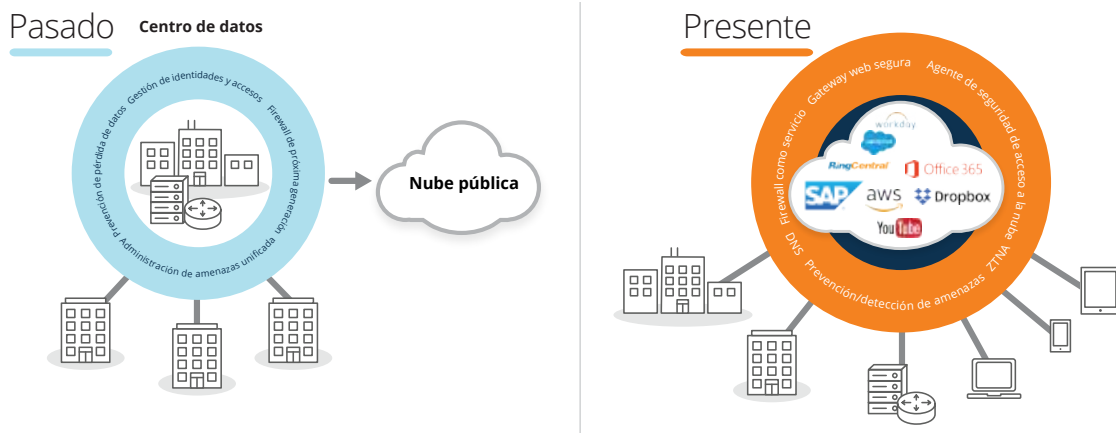 Pasado
Centro de datos
Prevención de pérdida de datos
Gestión de identidades y accesos
Firewall de próxima generación
Administración de amenazas unificada
Nube pública
Presente
Firewall como servicio
Gateway web segura
Agente de seguridad de acceso a la nube
ZTNA
Prevención/detección de amenazas
DNS
workday
salesforce
RingCentral
Office 365
SAP
aws
Dropbox
YouTube